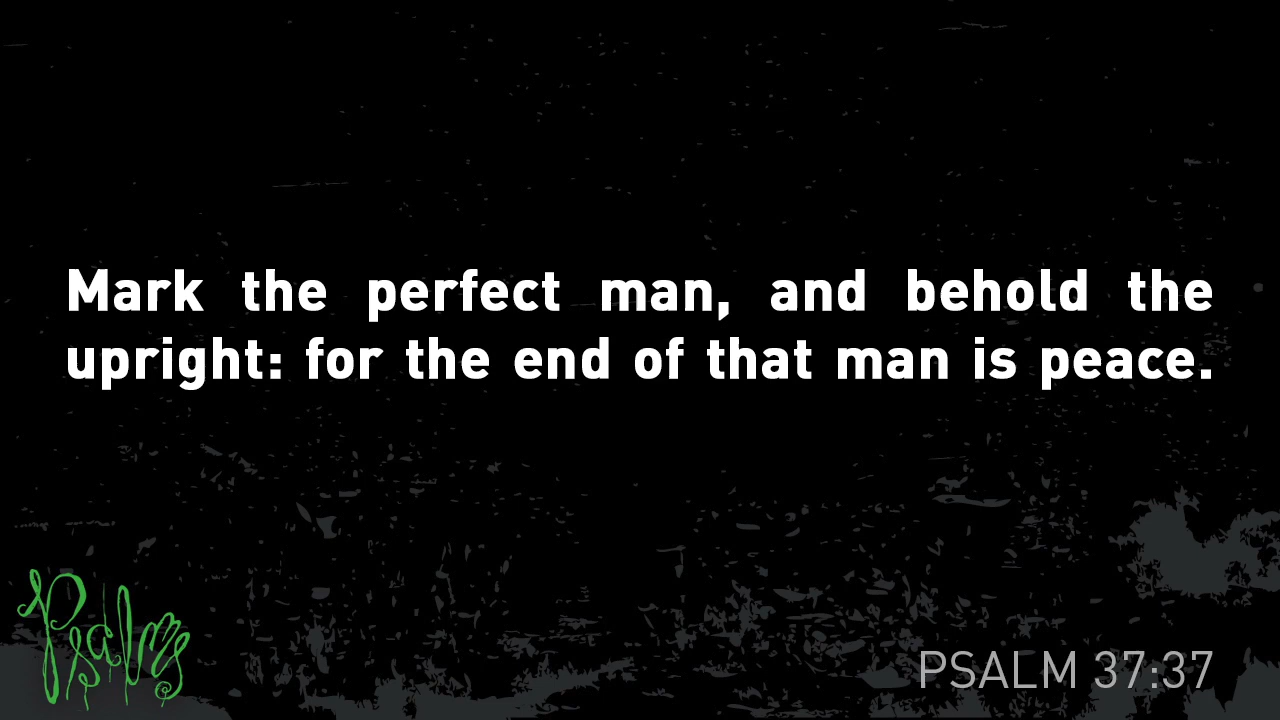 Mark the perfect man, and behold the
upright: for the end of that man is peace.
Psalms
PSALM 37:37